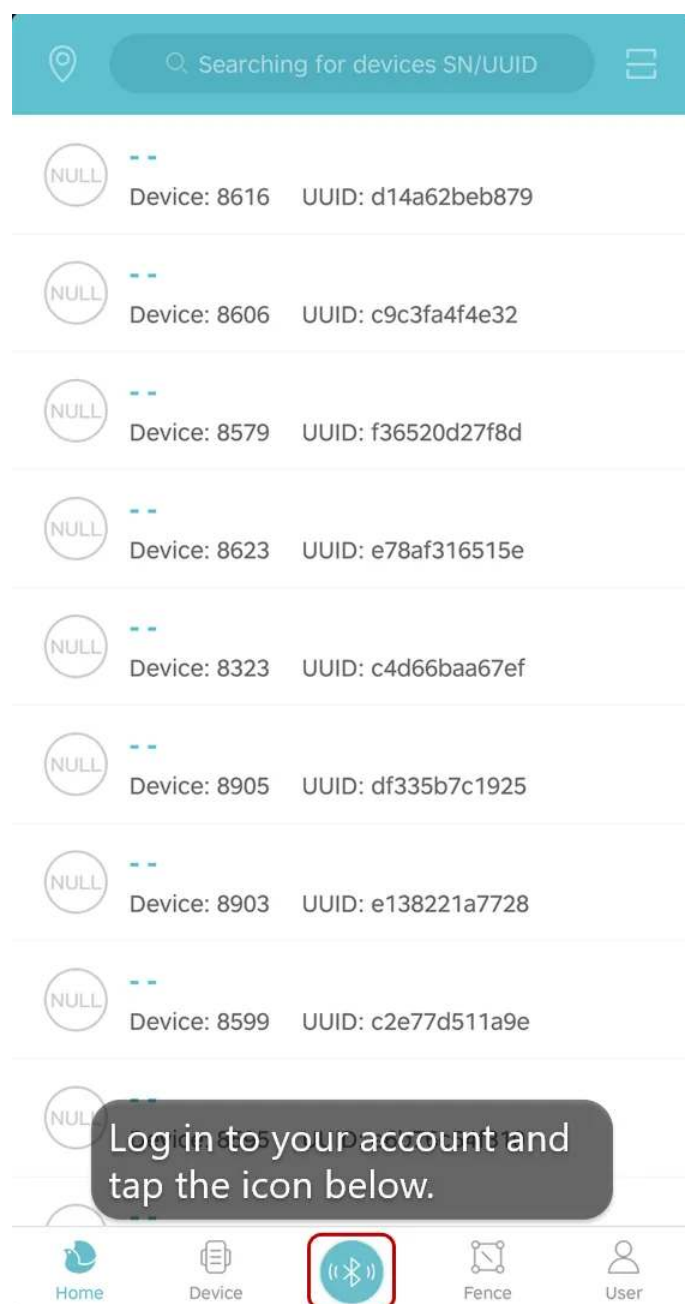 Searching for devices SN/UUID
NULL
- -
Device: 8616 UUID: d14a62beb879
NULL
- -
Device: 8606 UUID: c9c3fa4f4e32
NULL
- -
Device: 8579 UUID: f36520d27f8d
NULL
- -
Device: 8623 UUID: e78af316515e
NULL
- -
Device: 8323 UUID: c4d66baa67ef
NULL
- -
Device: 8905 UUID: df335b7c1925
NULL
- -
Device: 8903 UUID: e138221a7728
NULL
- -
Device: 8599 UUID: c2e77d511a9e
NULL
- -
Log in to your account and
tap the icon below.
- -
Home Device Fence User